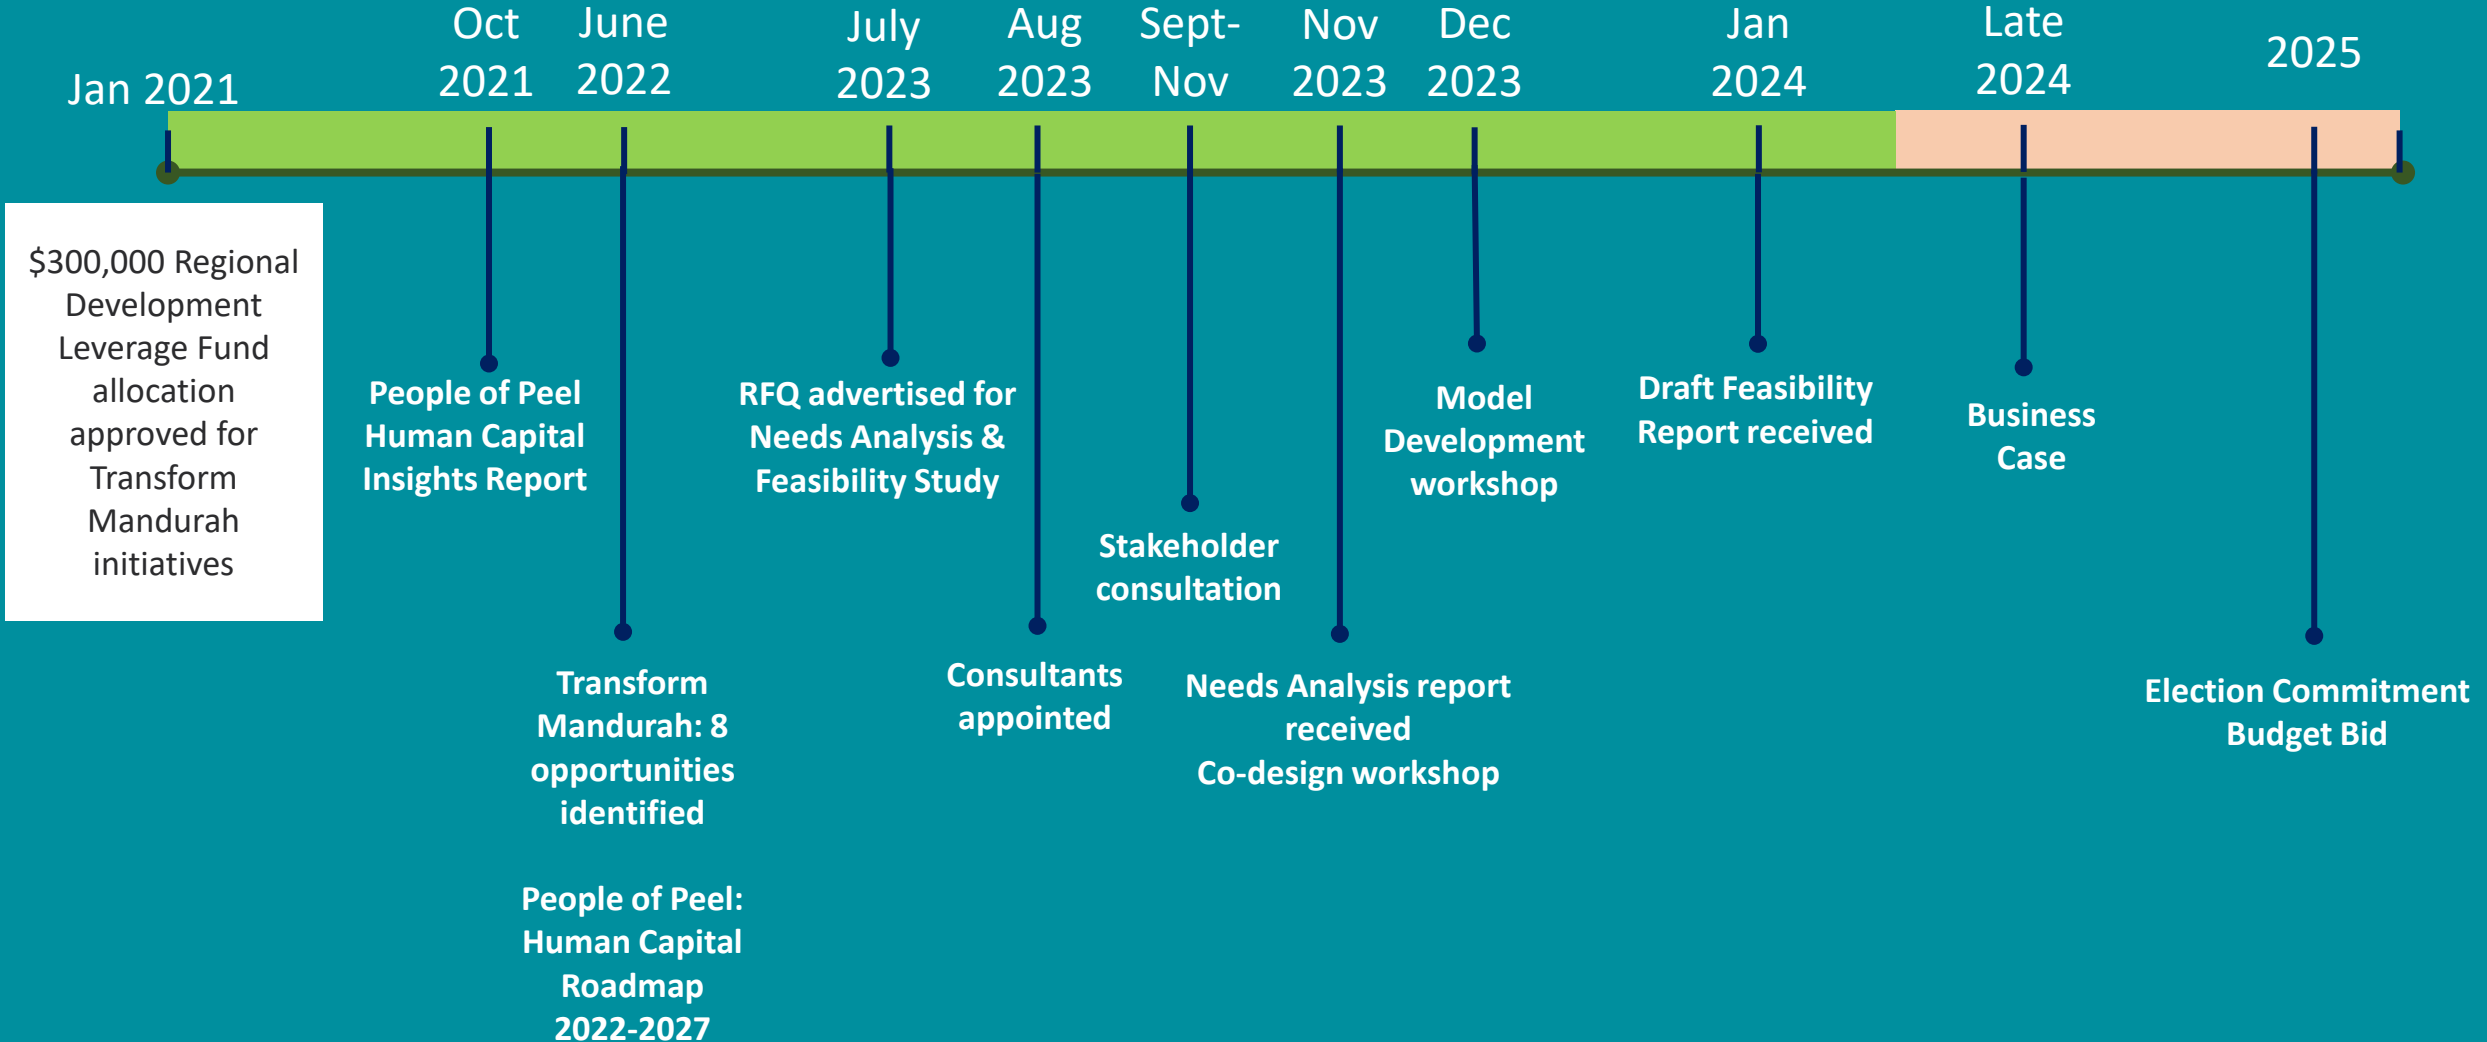 Jan 2021
Oct
2021
June
2022
July
2023
Aug
2023
Sept-
Nov
Nov
2023
Dec
2023
Jan
2024
Late
2024
2025
$300,000 Regional
Development
Leverage Fund
allocation
approved for
Transform
Mandurah
initiatives
People of Peel
Human Capital
Insights Report
Transform
Mandurah: 8
opportunities
identified
People of Peel:
Human Capital
Roadmap
2022-2027
RFQ advertised for
Needs Analysis &
Feasibility Study
Consultants
appointed
Stakeholder
consultation
Needs Analysis report
received
Co-design workshop
Model
Development
workshop
Draft Feasibility
Report received
Business
Case
Election Commitment
Budget Bid